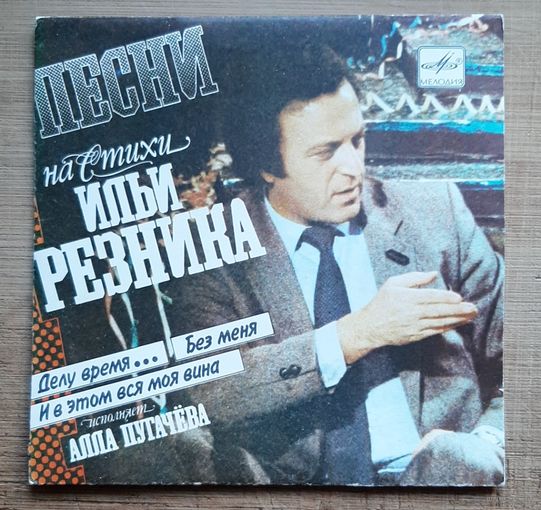 ПЕСНИ
на стихи
ИЛЬИ
РЕЗНИКА
МЕЛОДИЯ
Делу время...
Без меня
И в этом вся моя вина
исполняет
АЛЛА ПУГАЧЁВА